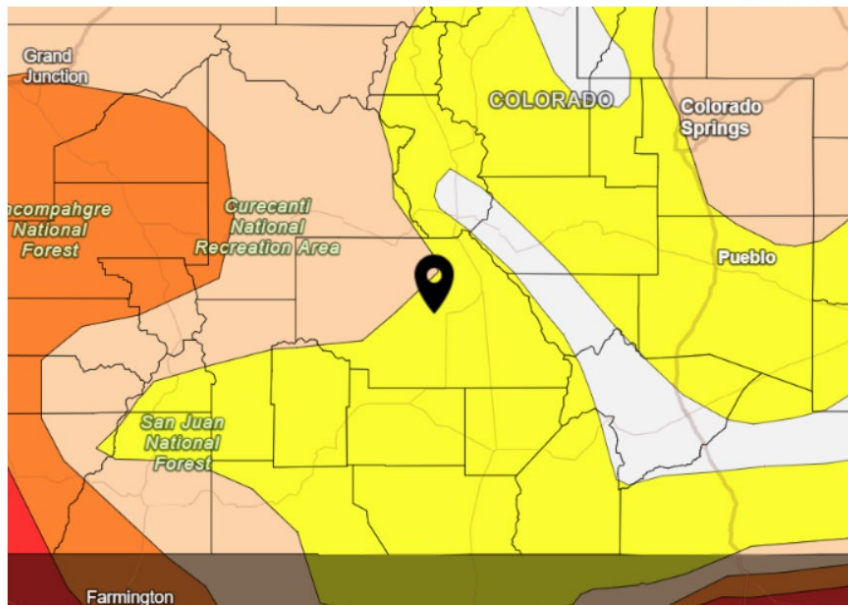 Grand
Junction
COLORADO
Colorado
Springs
ncompahgre
National
Forest
Curecanti
National
Recreation Area
Pueblo
San Juan
National
Forest
Farmington